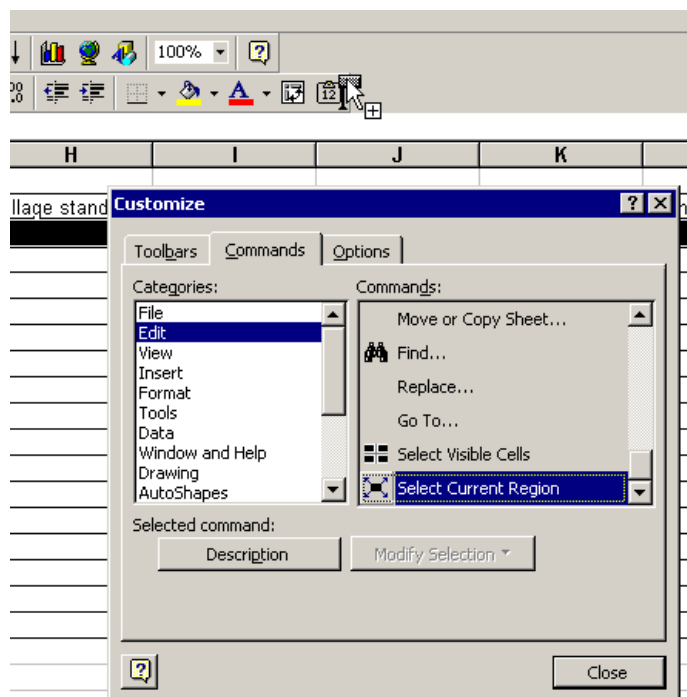 100%
?
.00
12
H I J K
llage stand
Customize ? X
Toolbars Commands Options
Categories: Commands:
File
Edit
View
Insert
Format
Tools
Data
Window and Help
Drawing
AutoShapes
Move or Copy Sheet...
Find...
Replace...
Go To...
Select Visible Cells
Select Current Region
Selected command:
Description Modify Selection
? Close